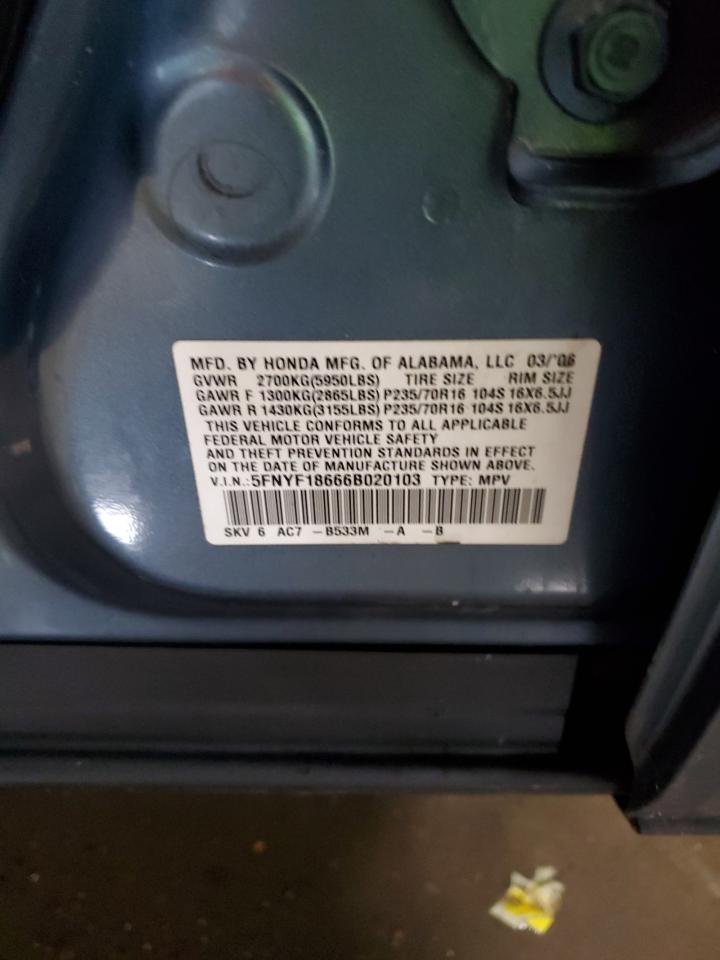 MFD. BY HONDA MFG. OF ALABAMA, LLC 03/'06
GVWR 2700KG(5950LBS) TIRE SIZE RIM SIZE
GAWR F 1300KG(2865LBS) P235/70R16 104S 16X6.5JJ
GAWR R 1430KG(3155LBS) P235/70R16 104S 16X6.5JJ
THIS VEHICLE CONFORMS TO ALL APPLICABLE
FEDERAL MOTOR VEHICLE SAFETY
AND THEFT PREVENTION STANDARDS IN EFFECT
ON THE DATE OF MANUFACTURE SHOWN ABOVE.
V.I.N.: 5FNYF18666B020103 TYPE: MPV
SKV 6 AC7 -B533M -A -B